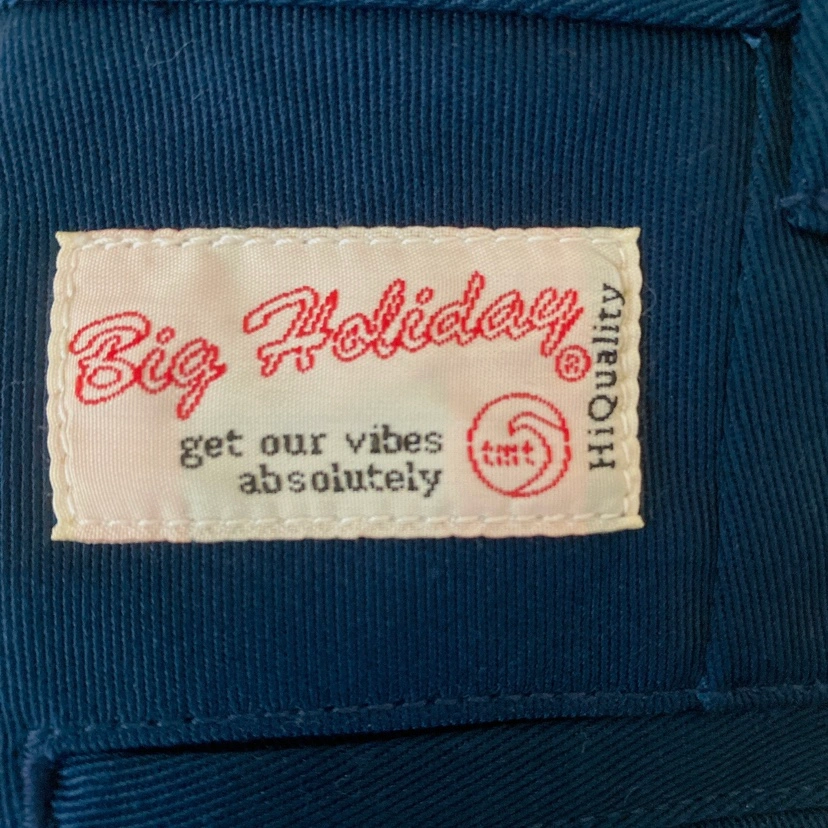 Big Holiday®
get our vibes
absolutely
tmt
HiQuality